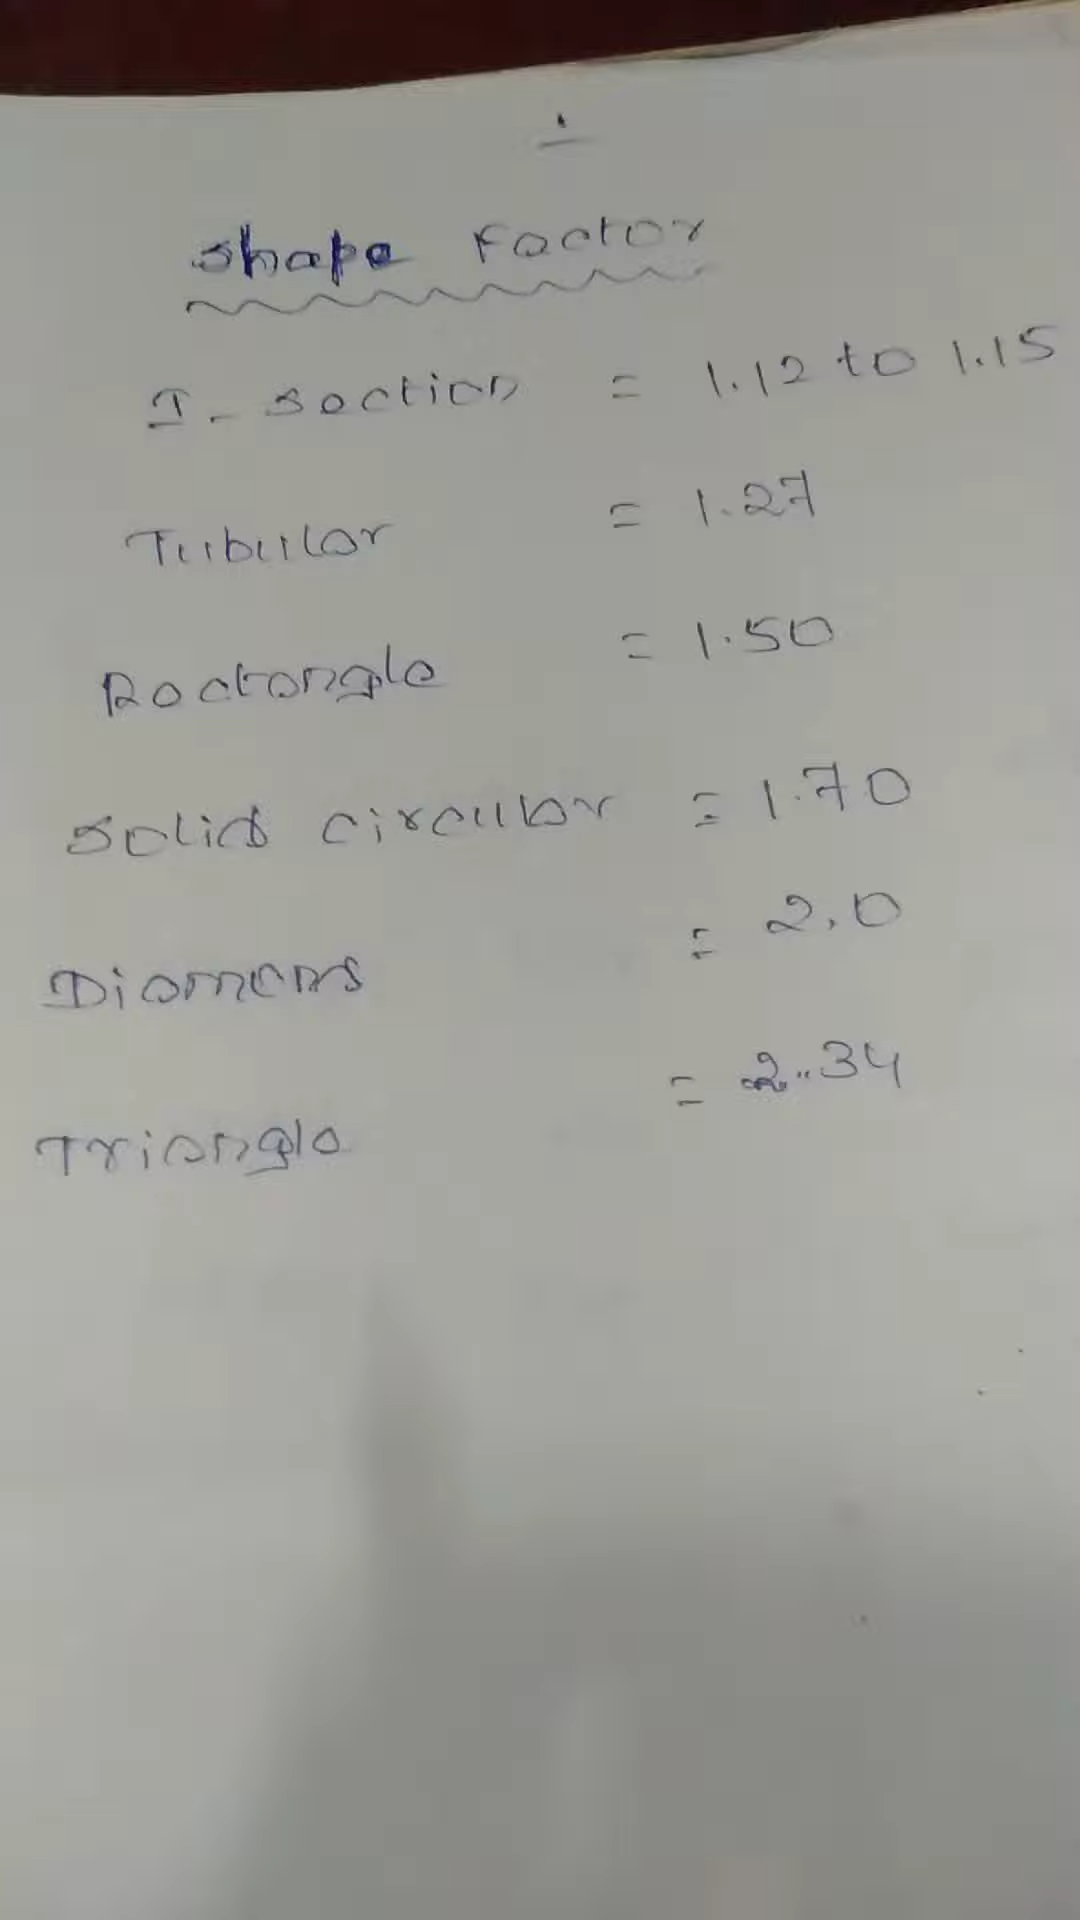 Shape Factor
I - Section = 1.12 to 1.15
Tubular = 1.27
Rectangle = 1.50
Solid circular = 1.70
Diamond = 2.0
Triangle = 2.34